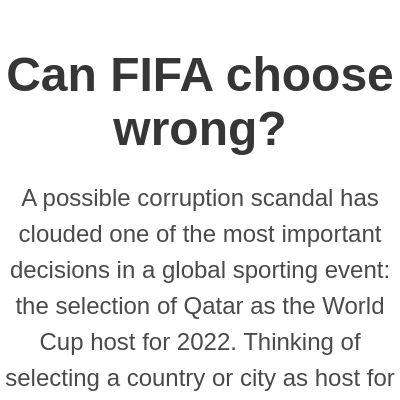 Can FIFA choose
wrong?
A possible corruption scandal has
clouded one of the most important
decisions in a global sporting event:
the selection of Qatar as the World
Cup host for 2022. Thinking of
selecting a country or city as host for